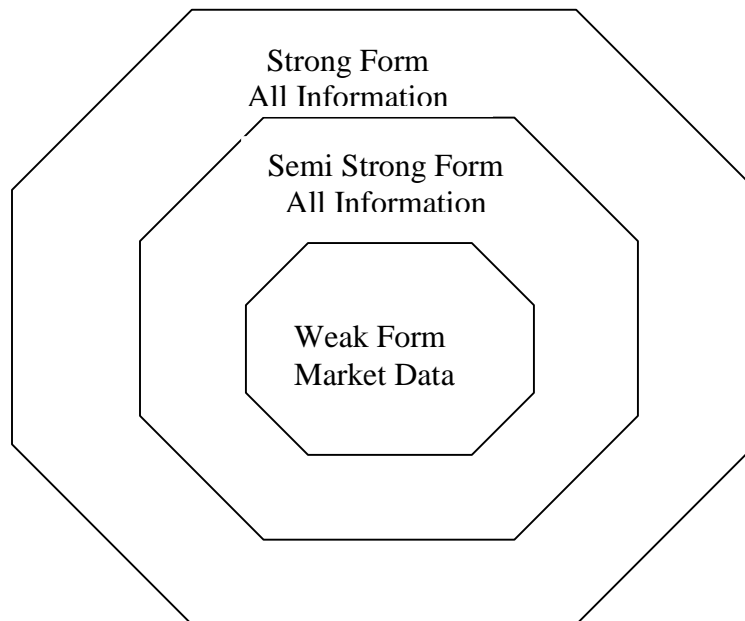 Strong Form
All Information
Semi Strong Form
All Information
Weak Form
Market Data